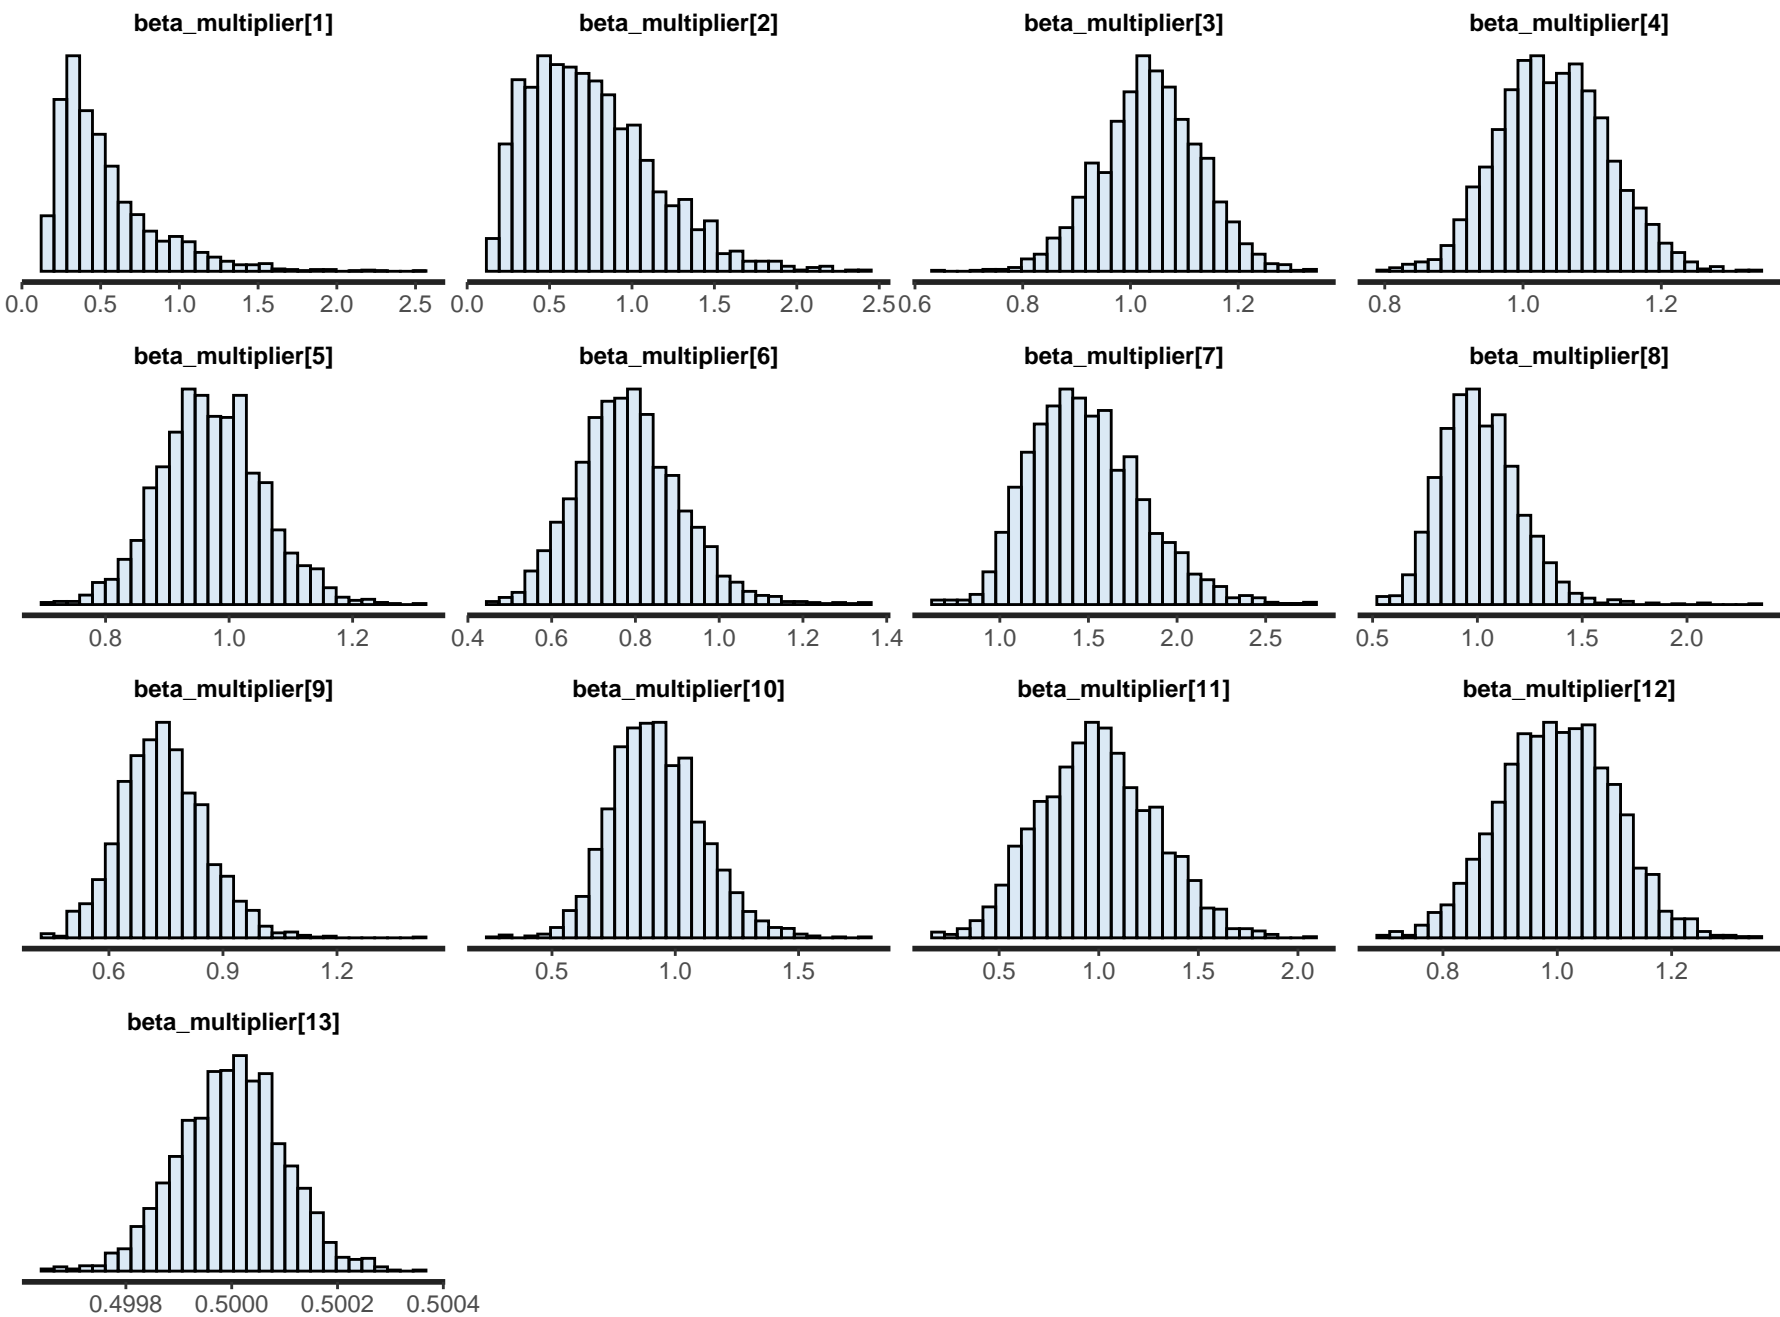 beta_multiplier[1] beta_multiplier[2] beta_multiplier[3] beta_multiplier[4]
0.0 0.5 1.0 1.5 2.0 2.5 0.0 0.5 1.0 1.5 2.0 2.5 0.6 0.8 1.0 1.2 0.8 1.0 1.2
beta_multiplier[5] beta_multiplier[6] beta_multiplier[7] beta_multiplier[8]
0.8 1.0 1.2 0.4 0.6 0.8 1.0 1.2 1.4 1.0 1.5 2.0 2.5 0.5 1.0 1.5 2.0
beta_multiplier[9] beta_multiplier[10] beta_multiplier[11] beta_multiplier[12]
0.6 0.9 1.2 0.5 1.0 1.5 0.5 1.0 1.5 2.0 0.8 1.0 1.2
beta_multiplier[13]
0.4998 0.5000 0.5002 0.5004